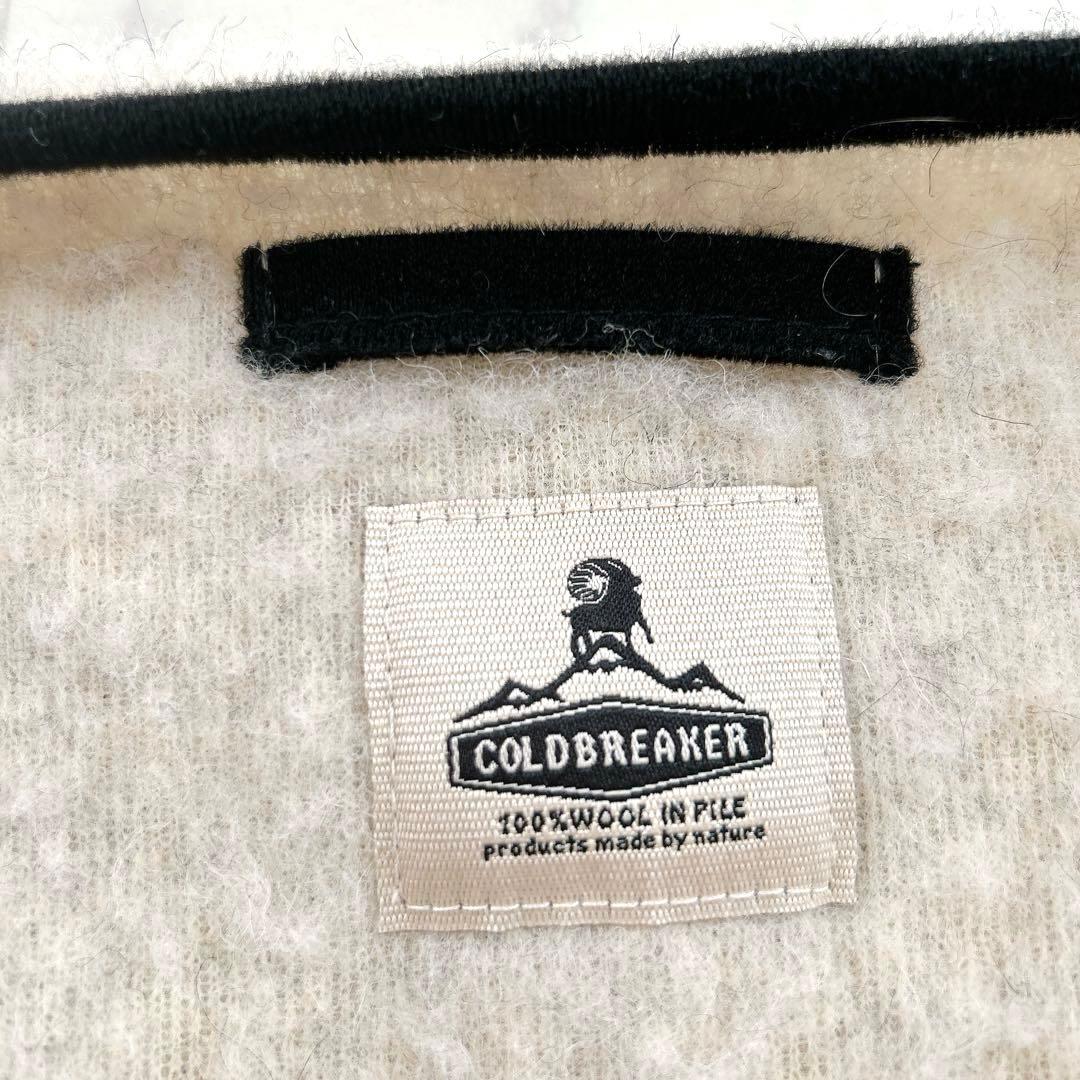 COLDBREAKER
100%WOOL IN PILE
products made by nature